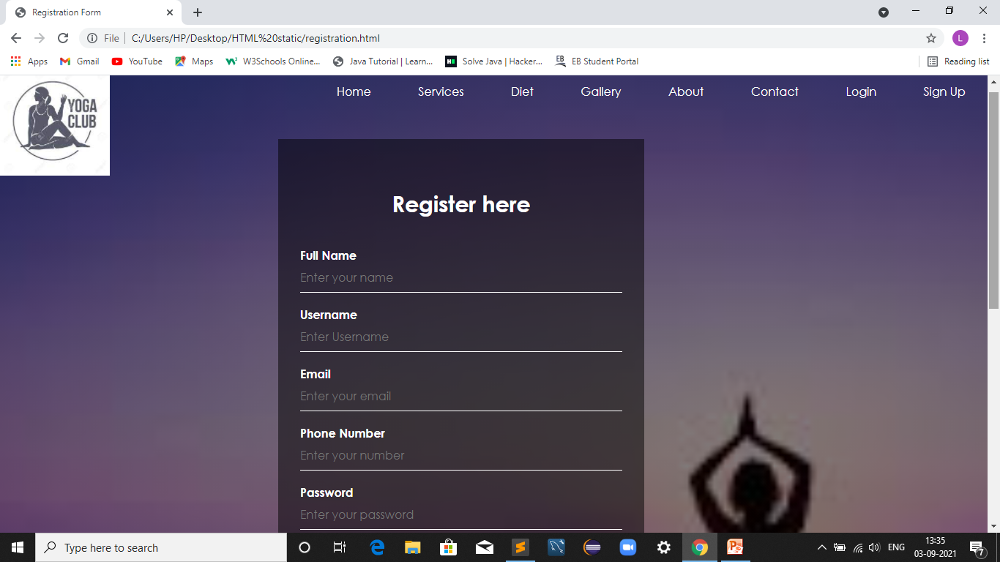 Registration Form
File C:/Users/HP/Desktop/HTML%20static/registration.html
L
Apps Gmail YouTube Maps W3Schools Online... Java Tutorial | Learn... Solve Java | Hacker... EB Student Portal Reading list
YOGA
CLUB
Home Services Diet Gallery About Contact Login Sign Up
Register here
Full Name
Enter your name
Username
Enter Username
Email
Enter your email
Phone Number
Enter your number
Password
Enter your password
Type here to search
ENG
13:35
03-09-2021
7